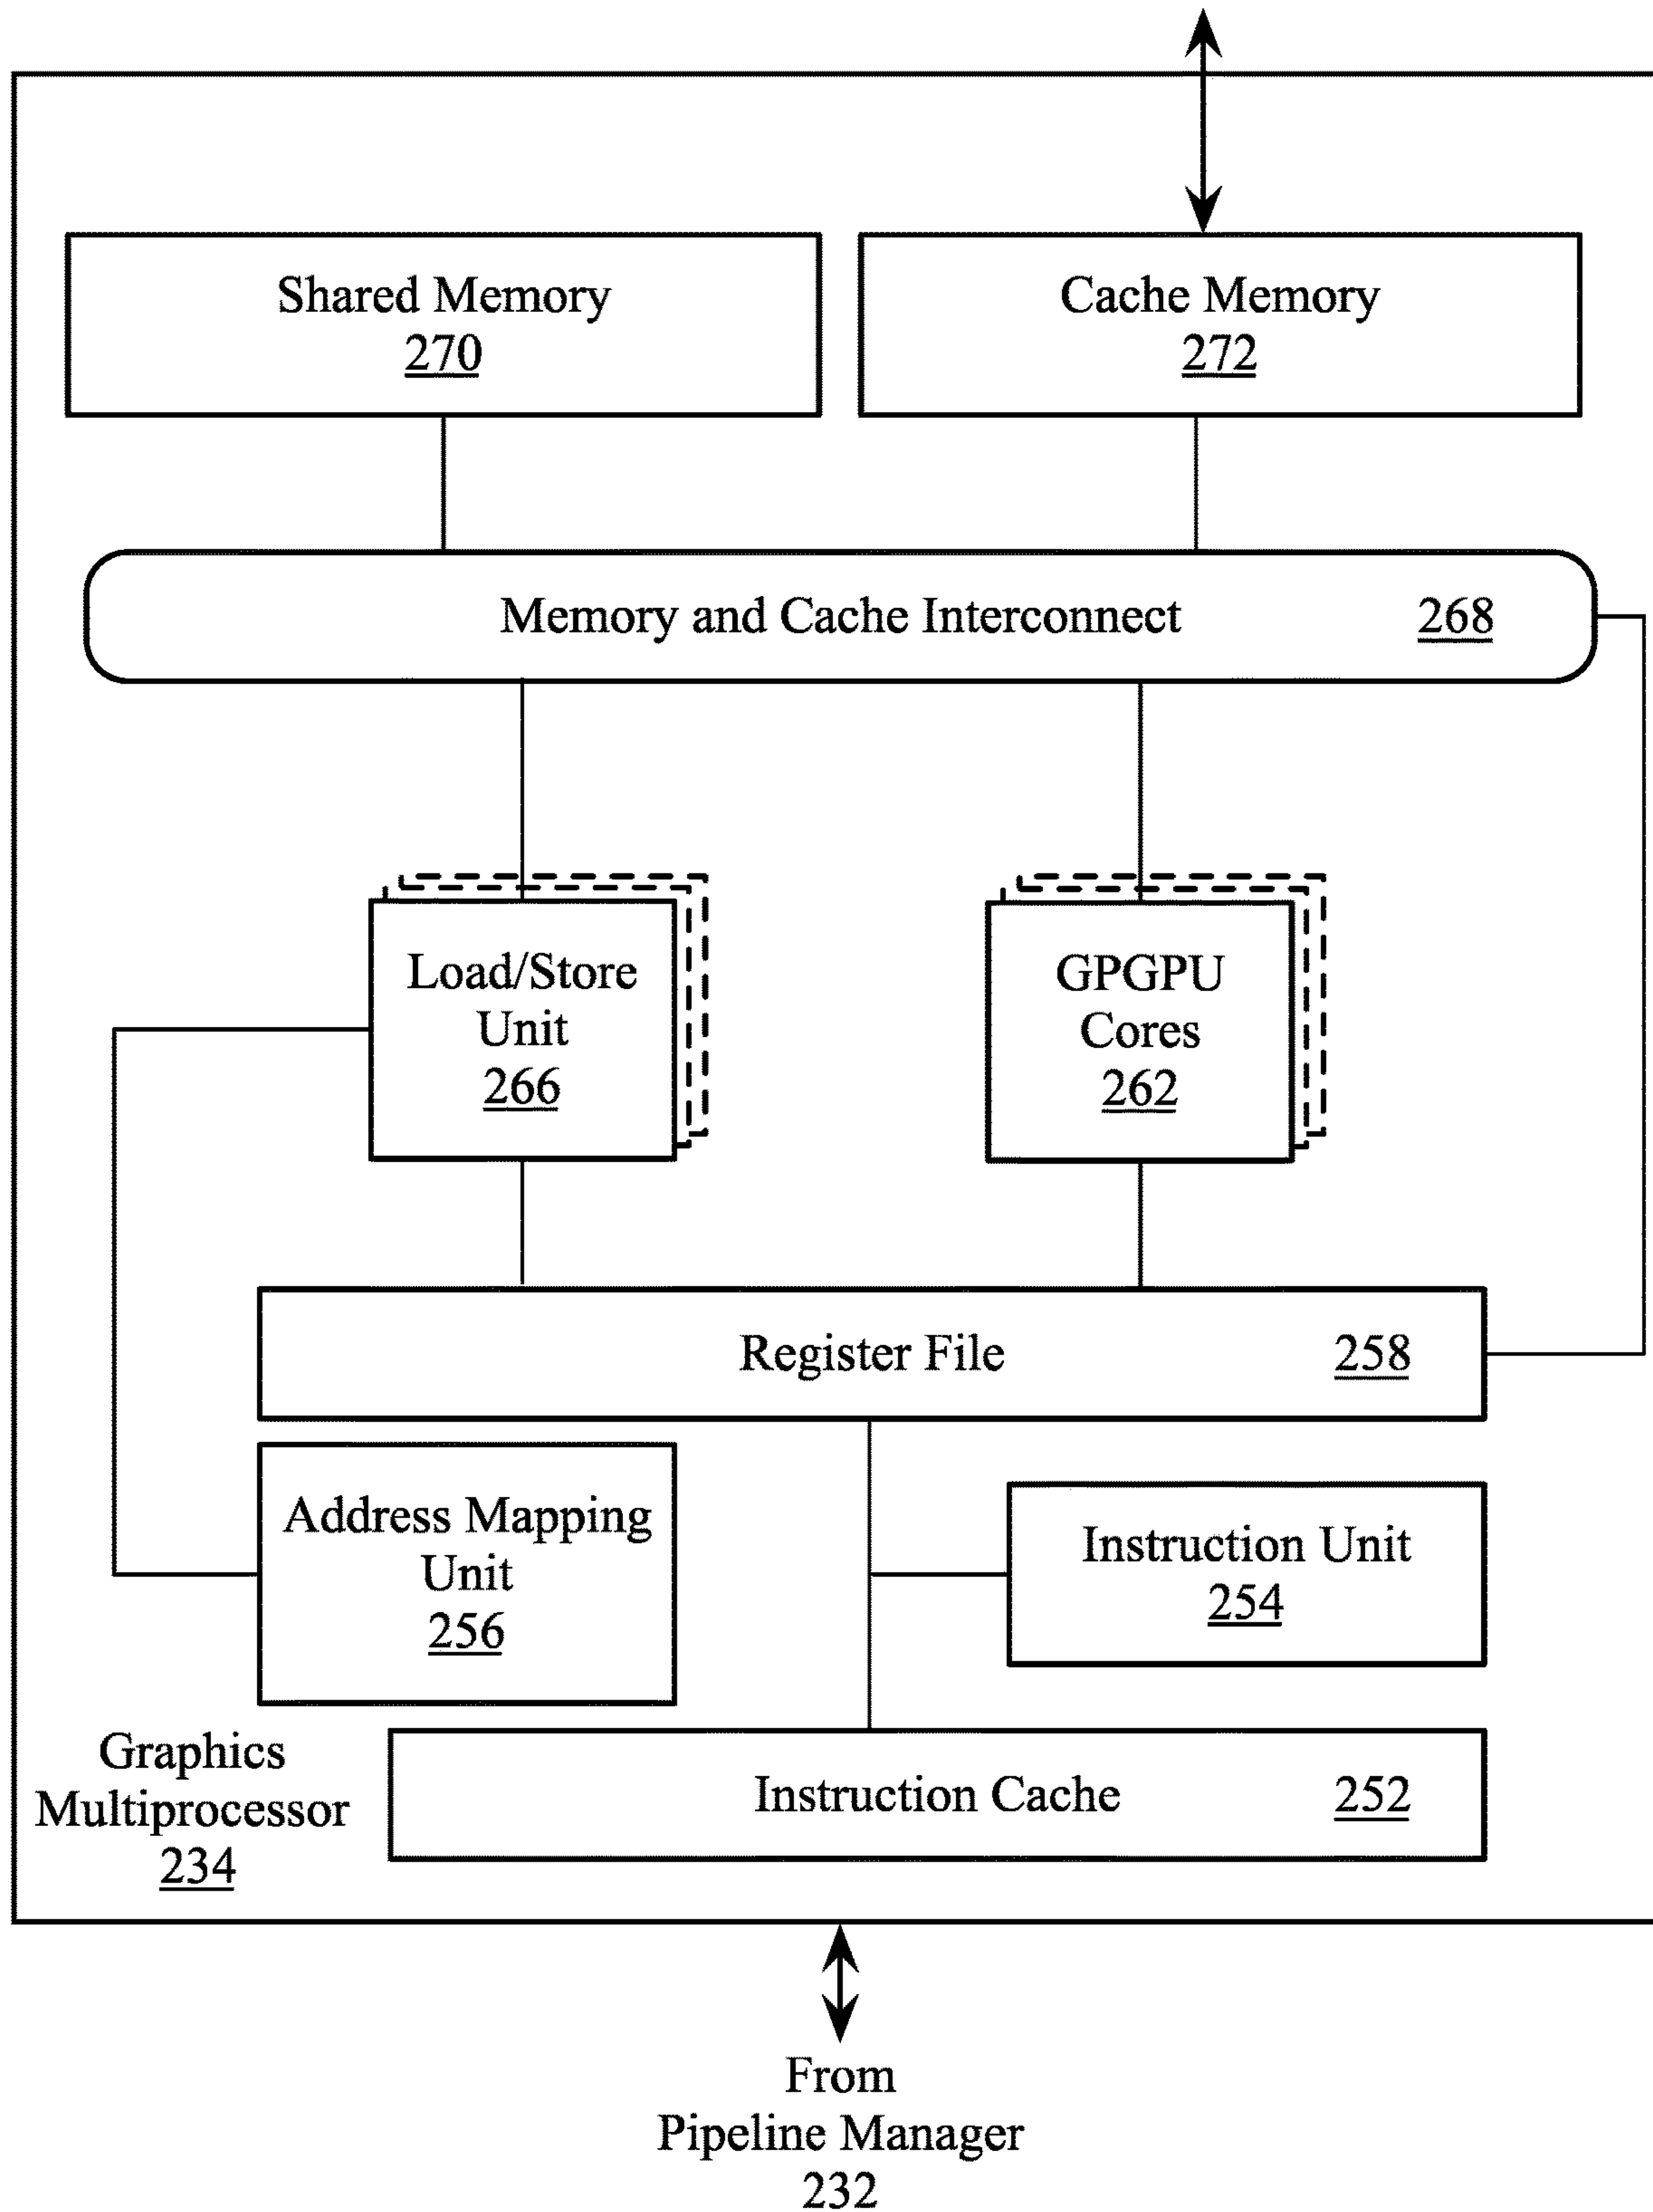 Shared Memory
270
Cache Memory
272
Memory and Cache Interconnect 268
Load/Store
Unit
266
GPGPU
Cores
262
Register File 258
Address Mapping
Unit
256
Instruction Unit
254
Graphics
Multiprocessor
234
Instruction Cache 252
From
Pipeline Manager
232